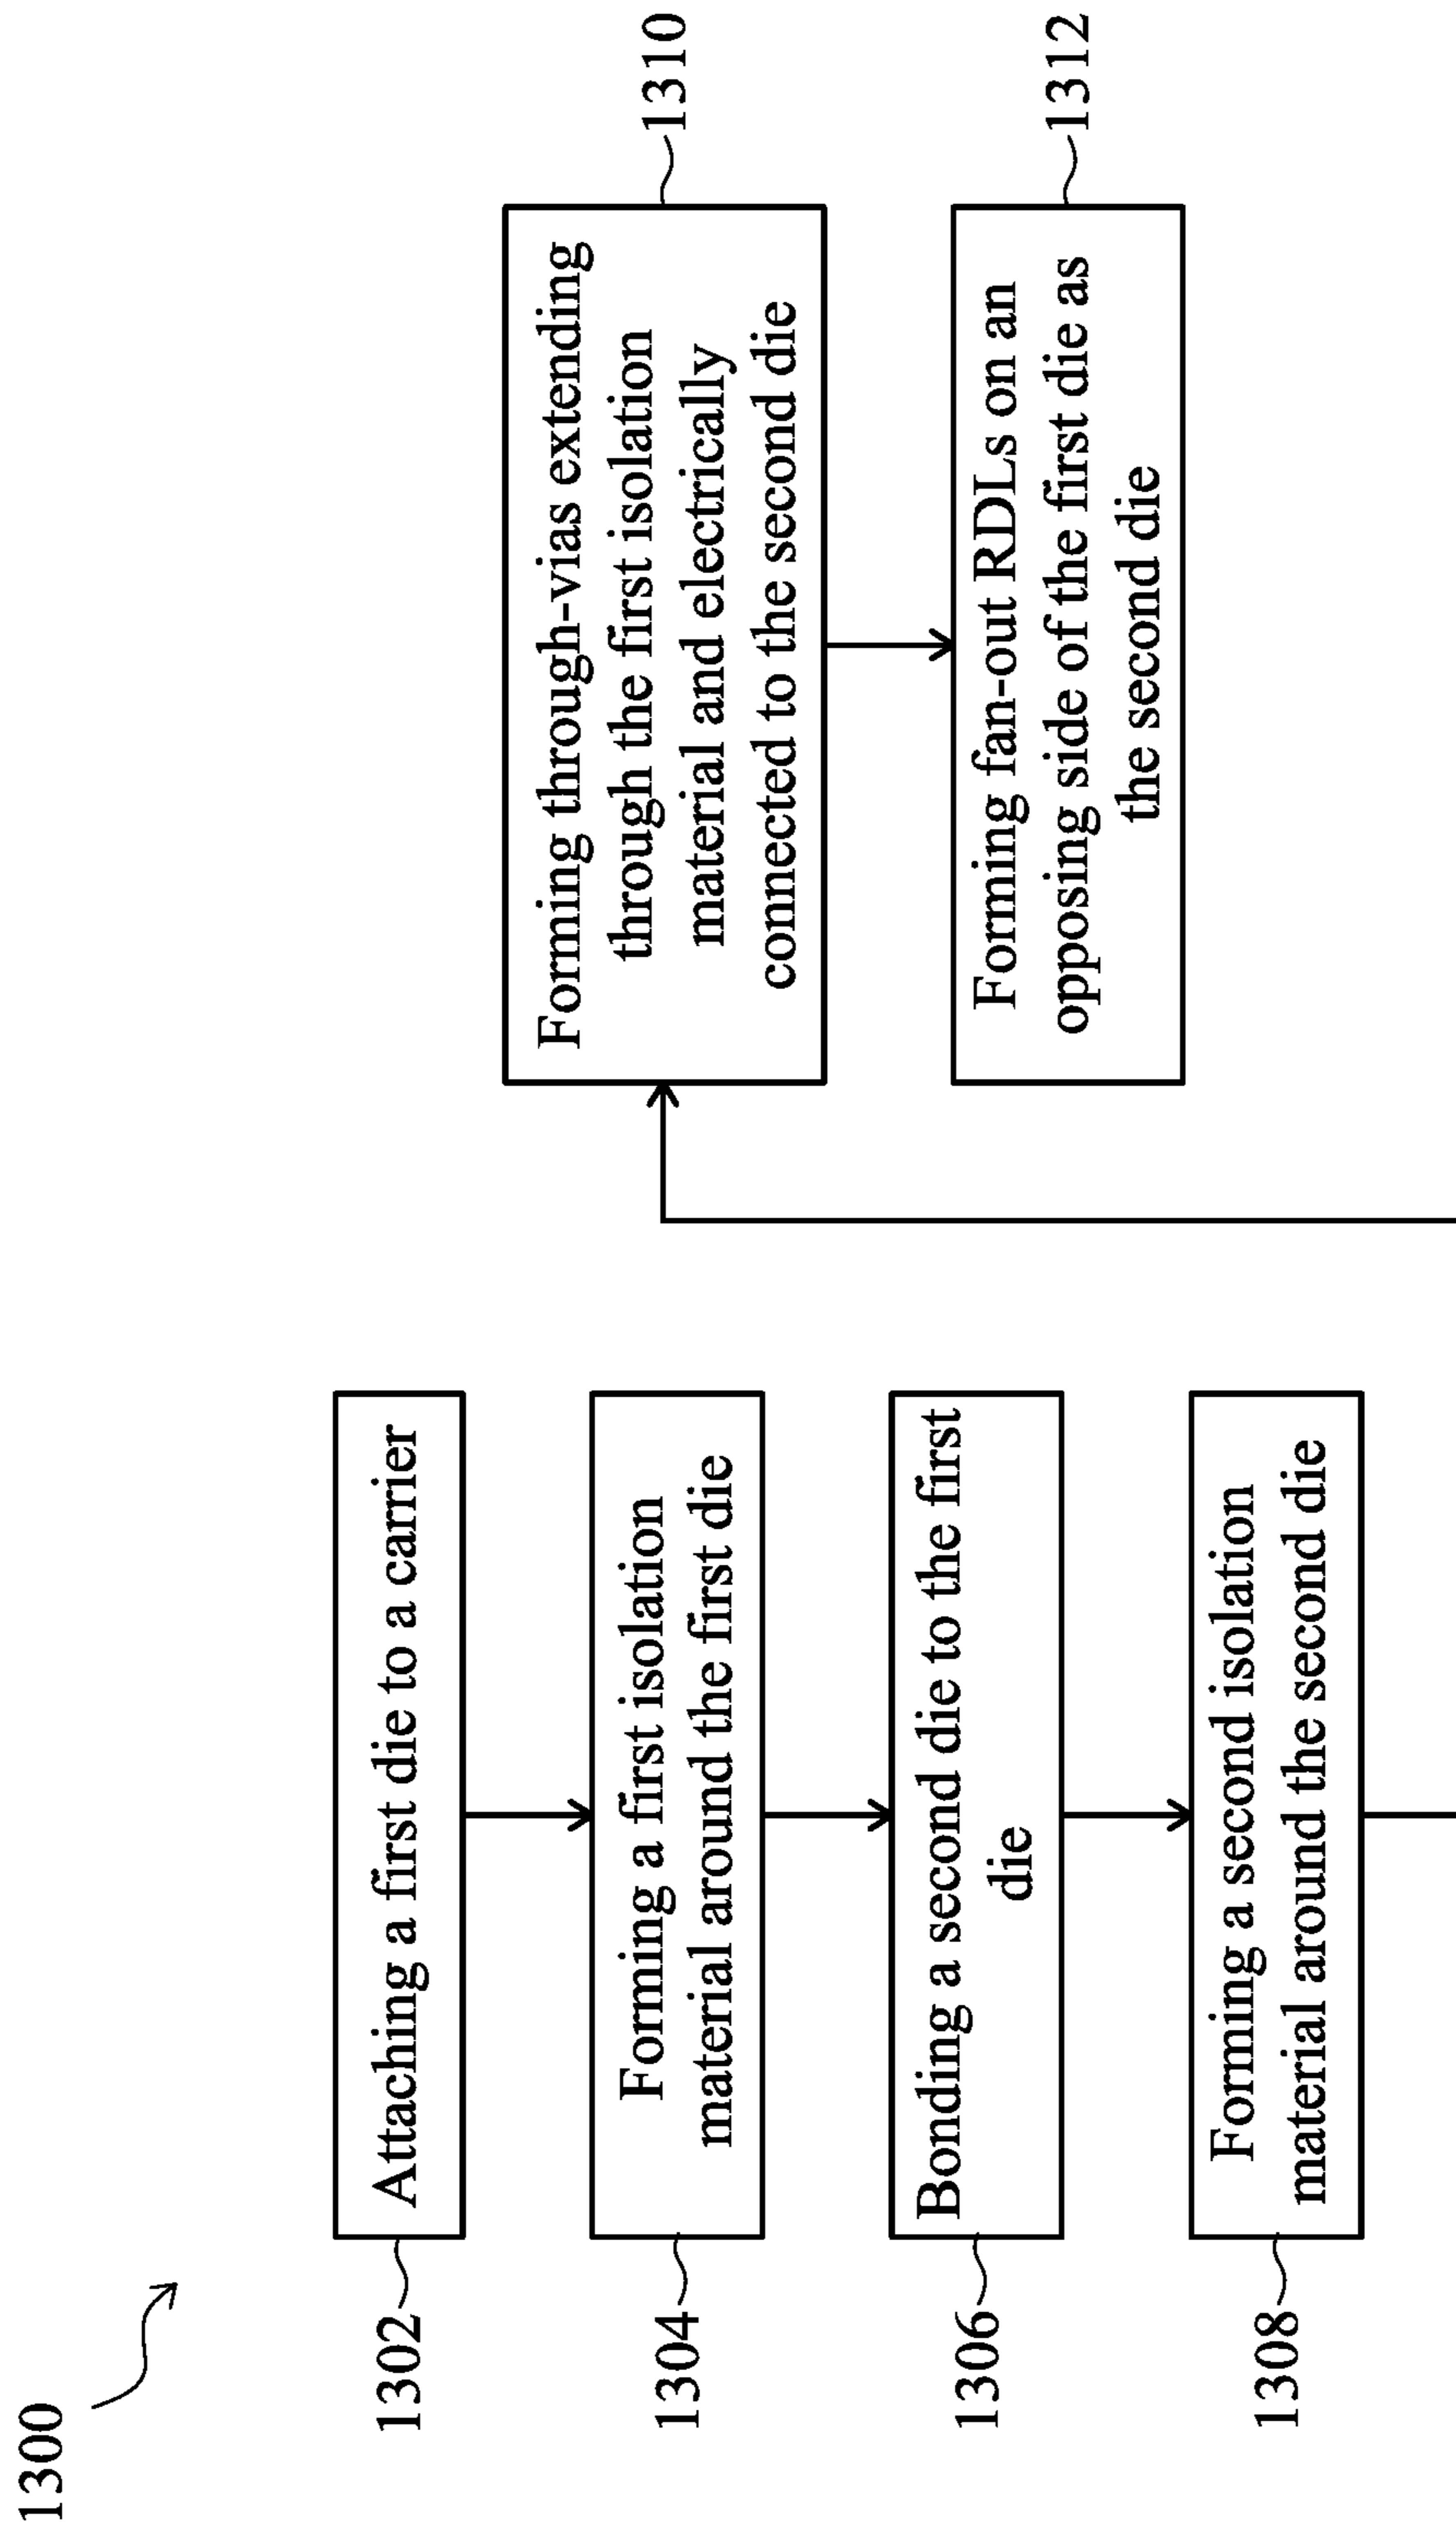 1300
1302
Attaching a first die to a carrier
1304
Forming a first isolation
material around the first die
1306
Bonding a second die to the first
die
1308
Forming a second isolation
material around the second die
Forming through-vias extending
through the first isolation
material and electrically
connected to the second die
1310
Forming fan-out RDLs on an
opposing side of the first die as
the second die
1312